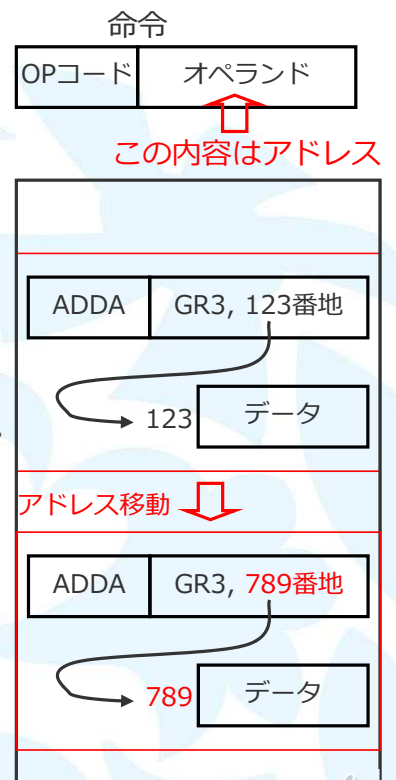 命令
OPコード オペランド
この内容はアドレス
ADDA GR3, 123番地
123 データ
アドレス移動
ADDA GR3, 789番地
789 データ